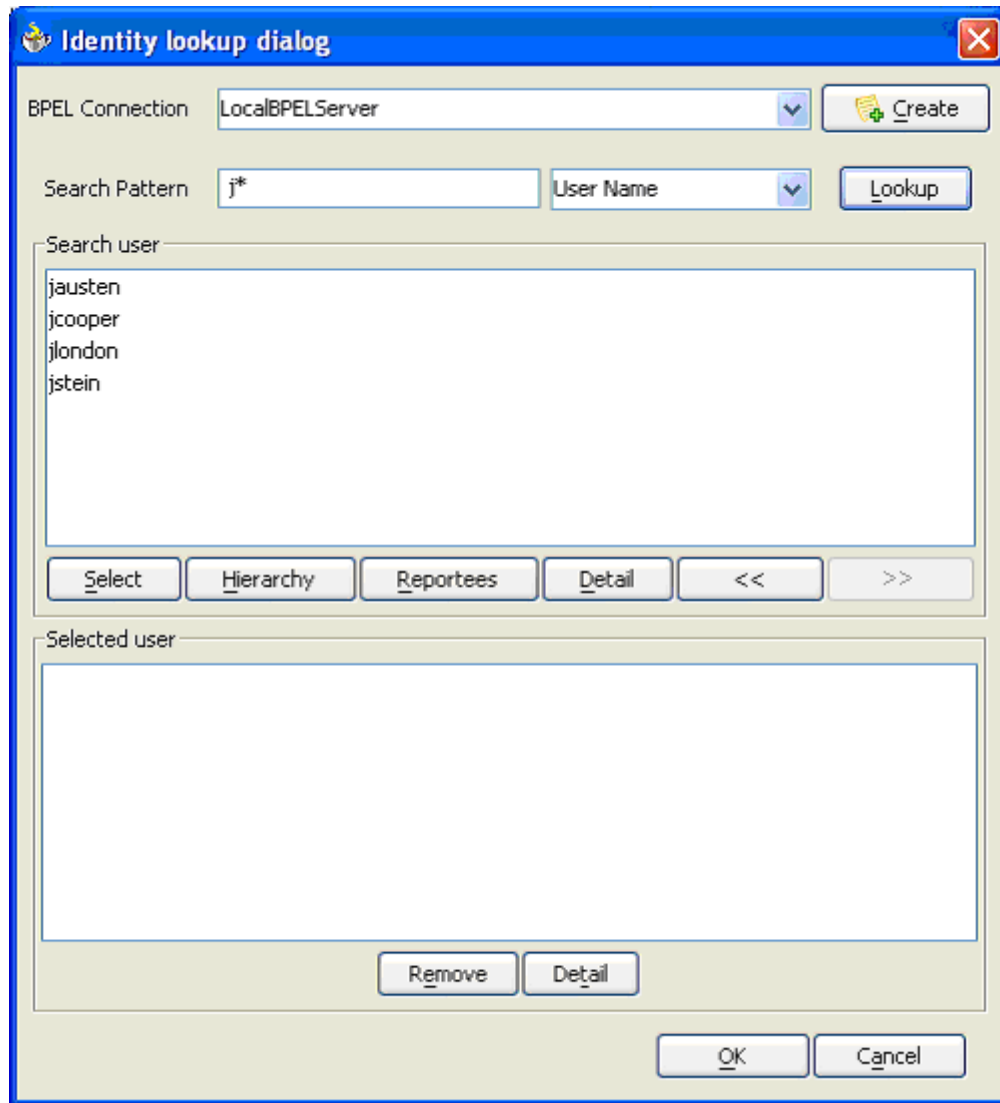 Identity lookup dialog
BPEL Connection LocalBPELServer Create
Search Pattern j* User Name Lookup
Search user
jausten
jcooper
jlondon
jstein
Select Hierarchy Reportees Detail << >>
Selected user
Remove Detail
OK Cancel